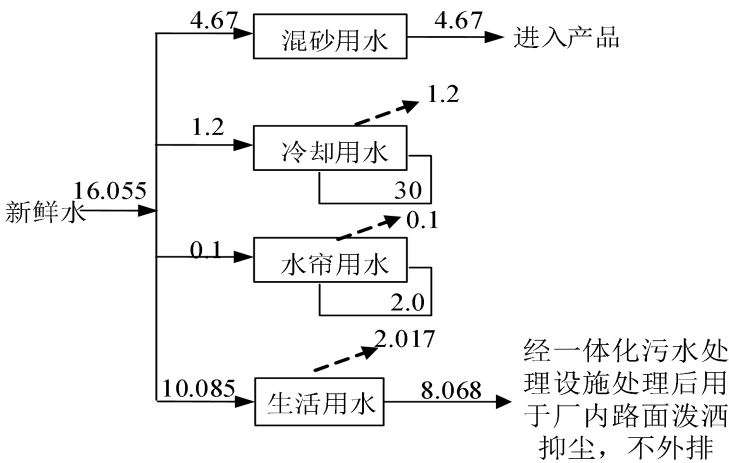 4.67
混砂用水
4.67
进入产品
1.2
1.2
冷却用水
30
新鲜水
16.055
0.1
0.1
水帘用水
2.0
2.017
10.085
生活用水
8.068
经一体化污水处
理设施处理后用
于厂内路面泼洒
抑尘，不外排